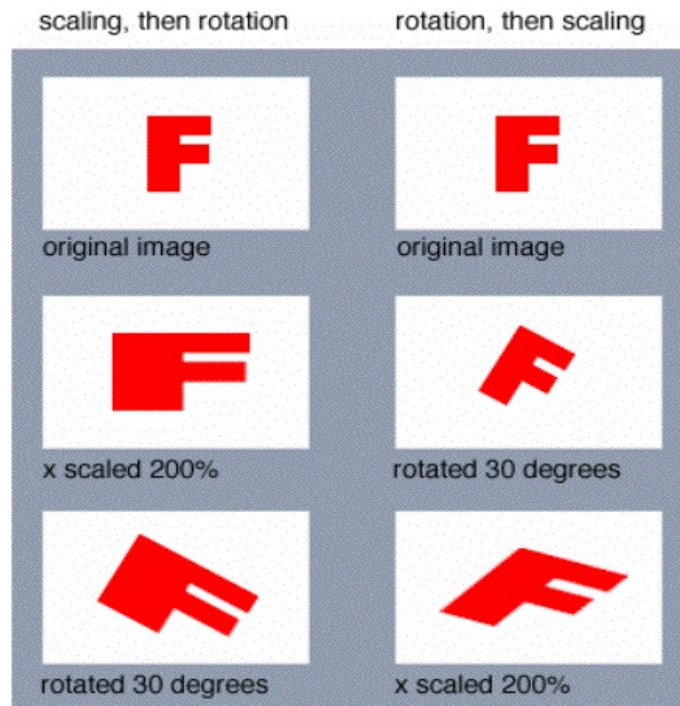 scaling, then rotation
rotation, then scaling
F
F
original image
original image
F
F
x scaled 200%
rotated 30 degrees
F
F
rotated 30 degrees
x scaled 200%